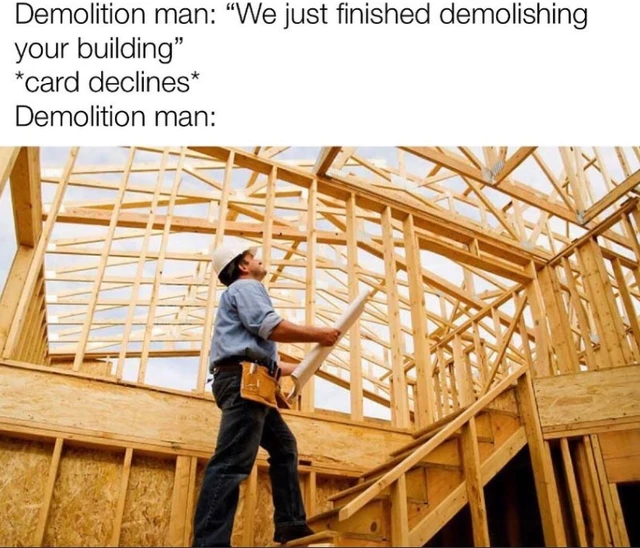 Demolition man: “We just finished demolishing
your building”
*card declines*
Demolition man: